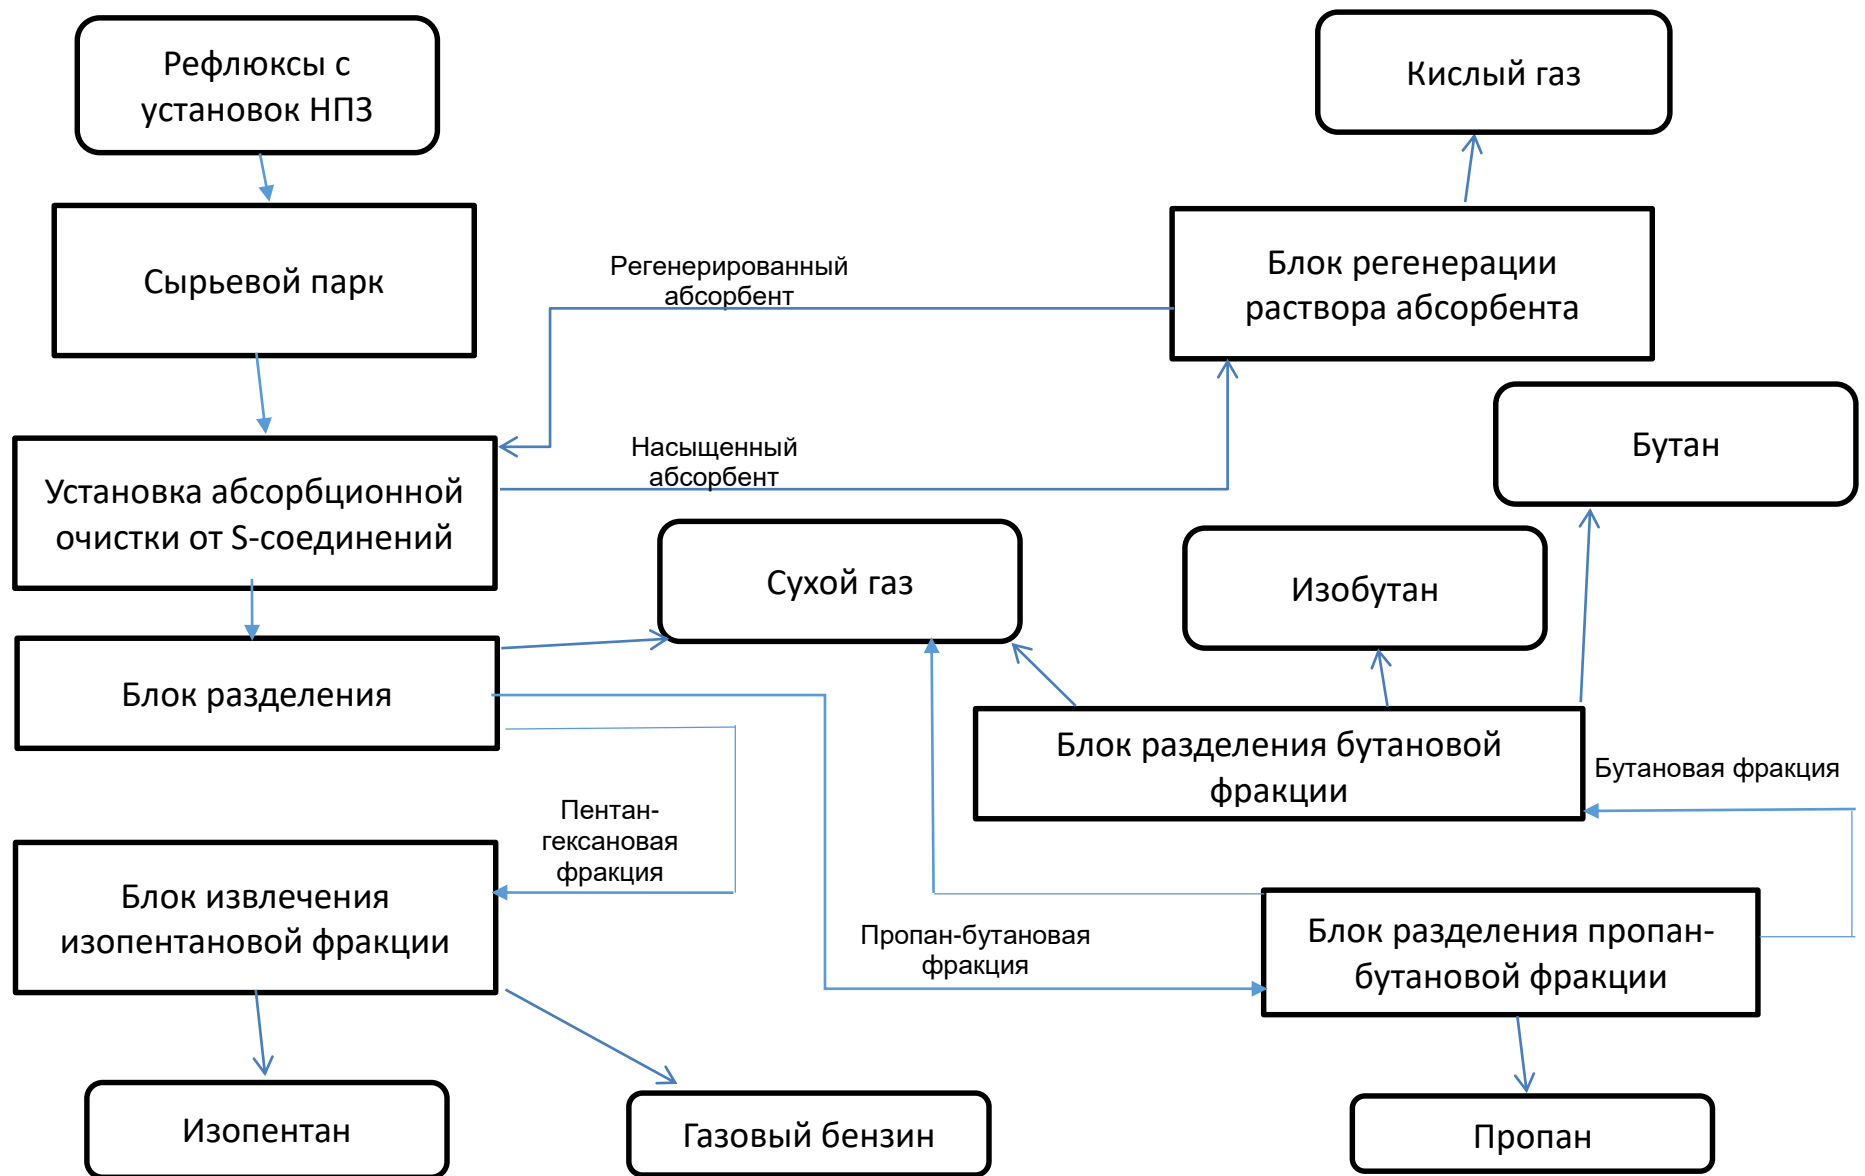 Рефлюксы с
установок НПЗ
Кислый газ
Сырьевой парк
Регенерированный
абсорбент
Блок регенерации
раствора абсорбента
Насыщенный
абсорбент
Бутан
Установка абсорбционной
очистки от S-соединений
Сухой газ
Изобутан
Блок разделения
Блок разделения бутановой
фракции
Бутановая фракция
Пентан-
гексановая
фракция
Блок извлечения
изопентановой фракции
Пропан-бутановая
фракция
Блок разделения пропан-
бутановой фракции
Изопентан
Газовый бензин
Пропан